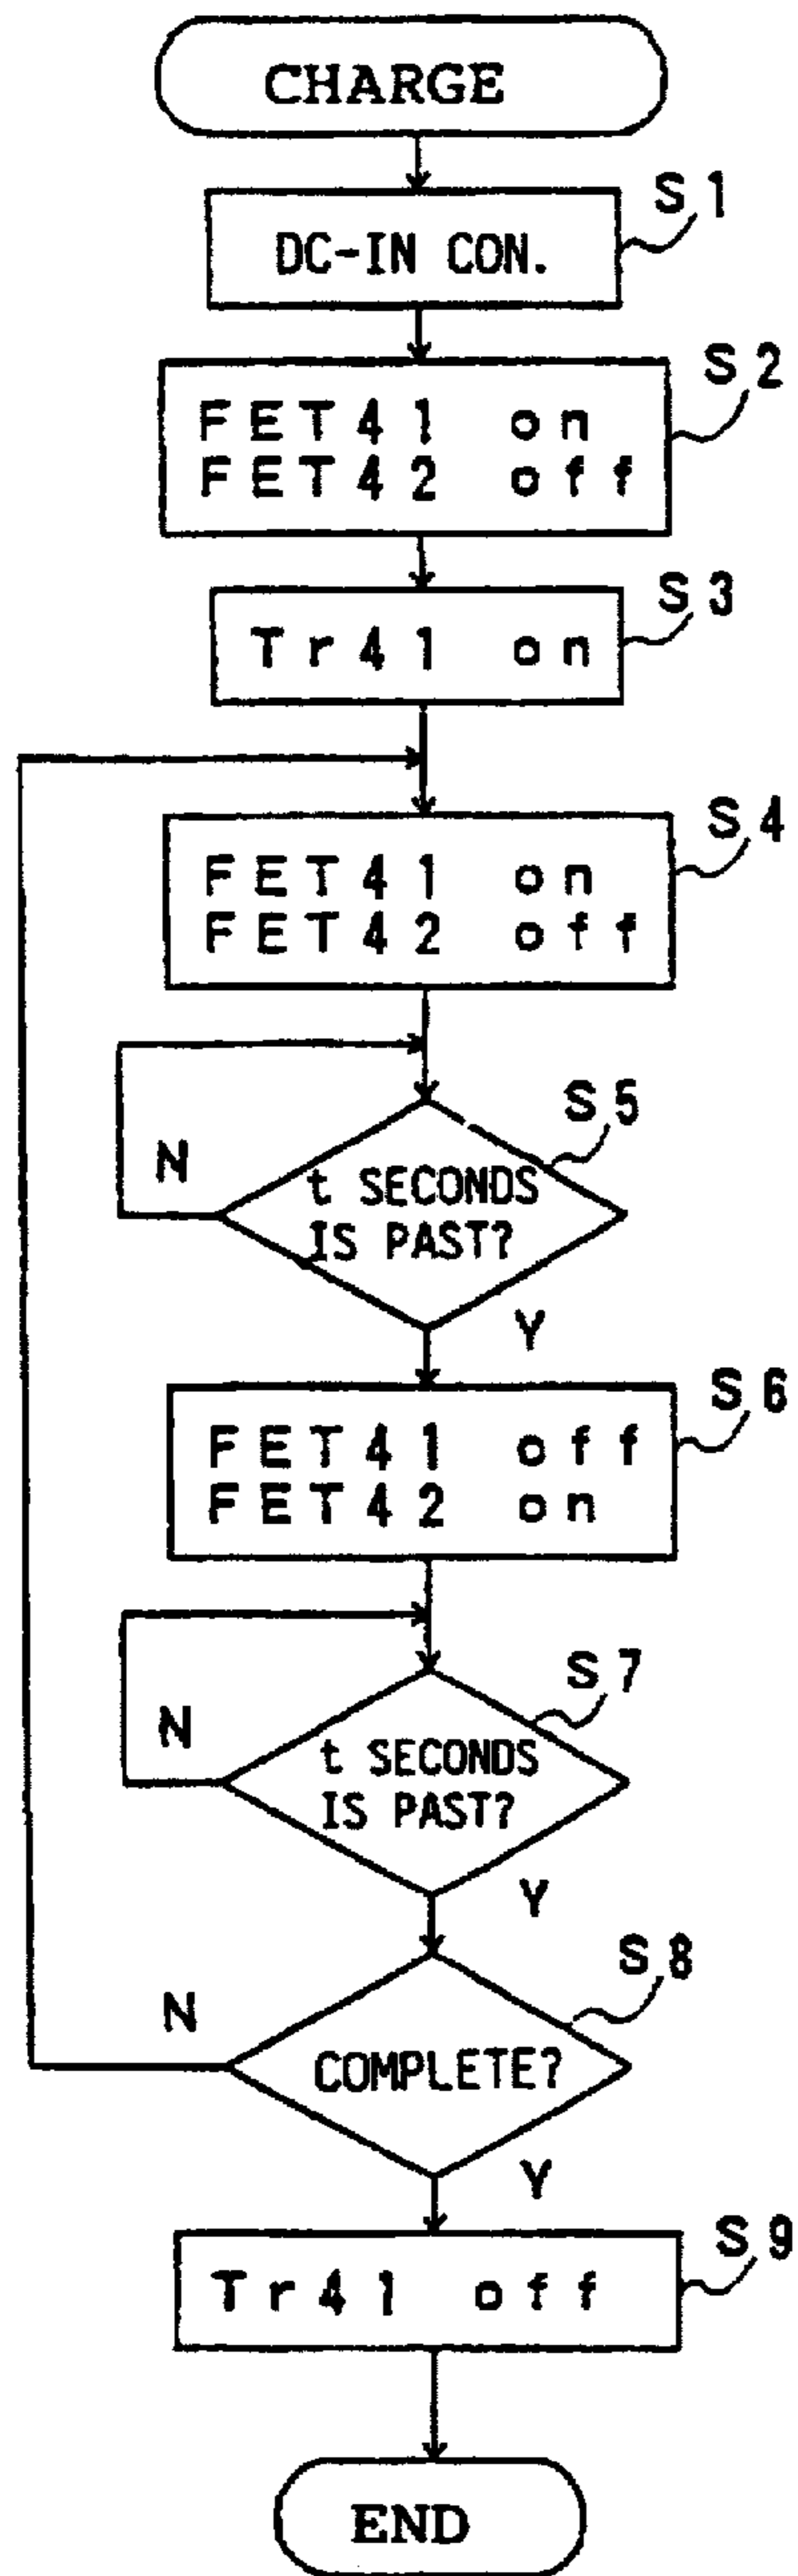 CHARGE
S1
DC-IN CON.
S2
FET41 on
FET42 off
S3
Tr41 on
S4
FET41 on
FET42 off
S5
N
t SECONDS
IS PAST?
Y
S6
FET41 off
FET42 on
S7
N
t SECONDS
IS PAST?
Y
S8
N
COMPLETE?
Y
S9
Tr41 off
END